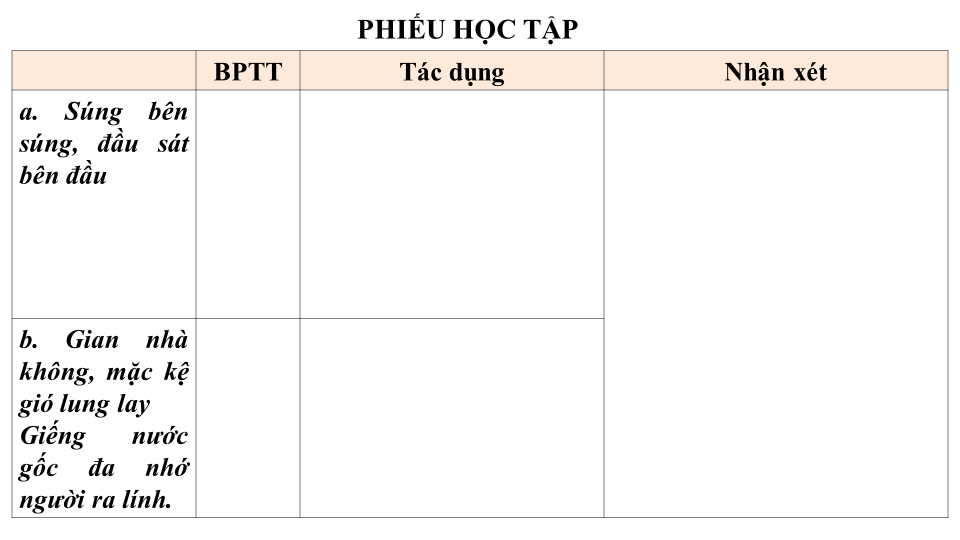 PHIẾU HỌC TẬP
BPTT
Tác dụng
Nhận xét
a. Súng bên
súng, đầu sát
bên đầu
b. Gian nhà
không, mặc kệ
gió lung lay
Giếng nước
gốc đa nhớ
người ra lính.